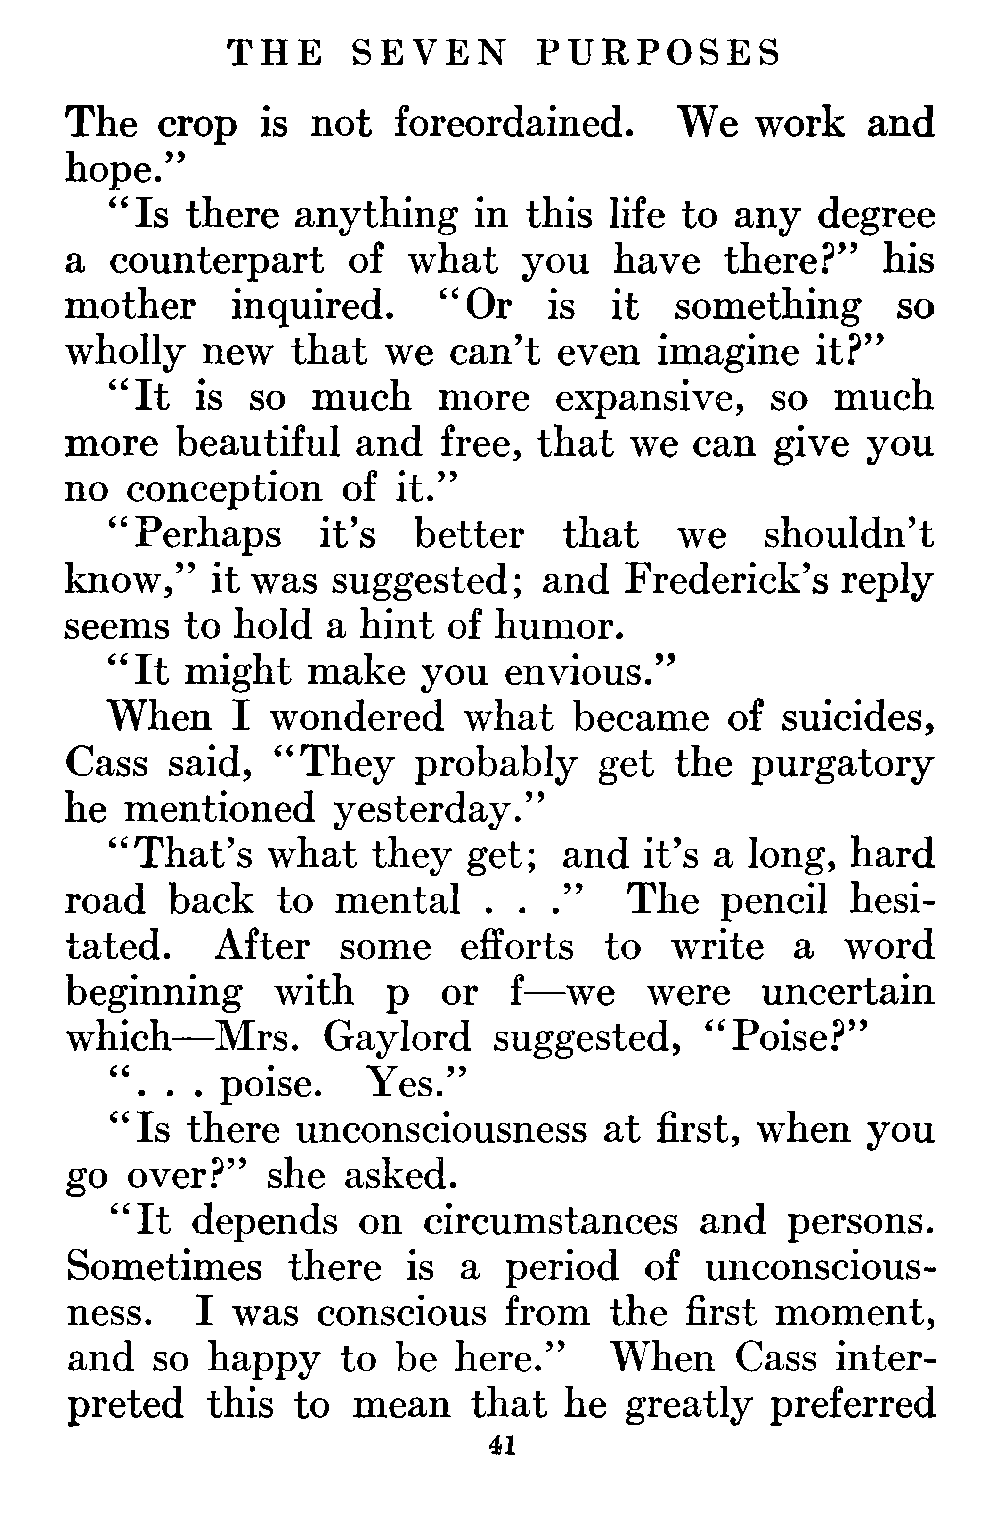 THE SEVEN PURPOSES
The crop is not foreordained. We work and
hope.”
“Is there anything in this life to any degree
a counterpart of what you have there?” his
mother inquired. “Or is it something so
wholly new that we can’t even imagine it?”
“It is so much more expansive, so much
more beautiful and free, that we can give you
no conception of it.”
“Perhaps it’s better that we shouldn’t
know,” it was suggested; and Frederick’s reply
seems to hold a hint of humor.
“It might make you envious.”
When I wondered what became of suicides,
Cass said, “They probably get the purgatory
he mentioned yesterday.”
“That’s what they get; and it’s a long, hard
road back to mental . . .” The pencil hesi-
tated. After some efforts to write a word
beginning with p or f—we were uncertain
which—Mrs. Gaylord suggested, “Poise?”
“. . . poise. Yes.”
“Is there unconsciousness at first, when you
go over?” she asked.
“It depends on circumstances and persons.
Sometimes there is a period of unconscious-
ness. I was conscious from the first moment,
and so happy to be here.” When Cass inter-
preted this to mean that he greatly preferred
41